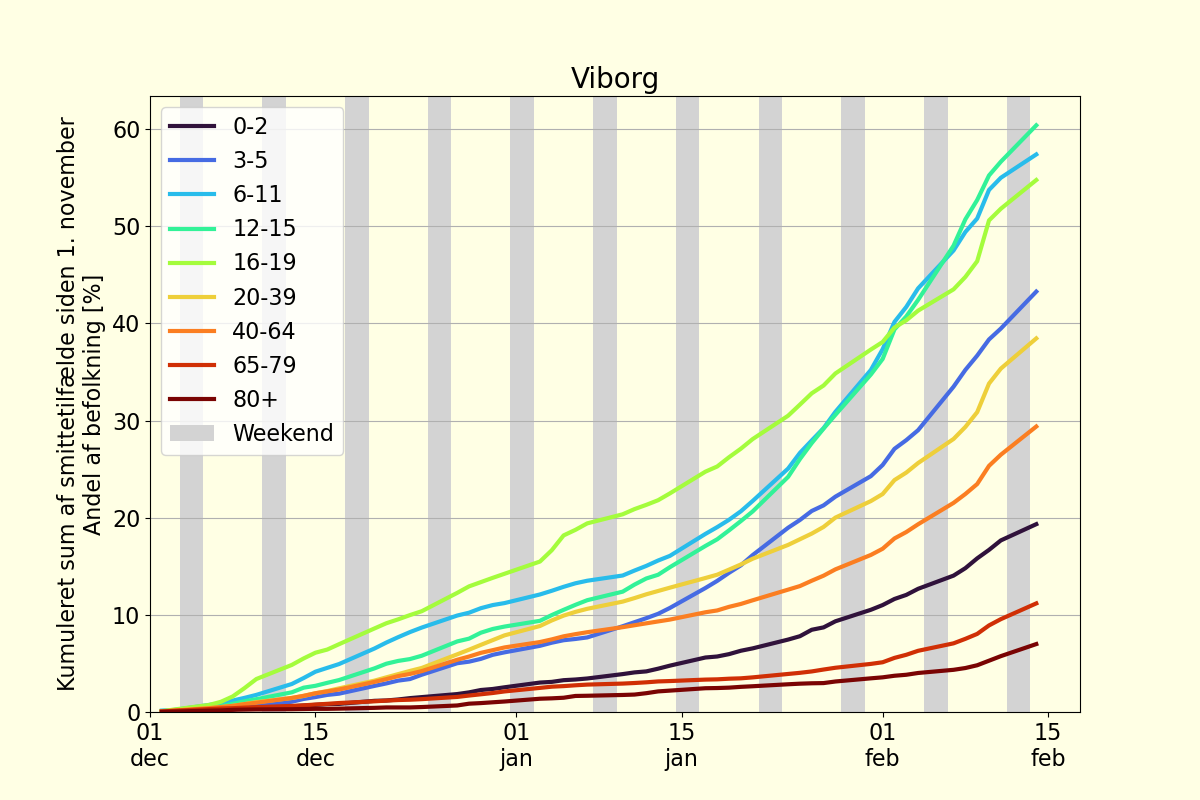 Viborg
Kumuleret sum af smittetilfælde siden 1. november
Andel af befolkning [%]
60
50
40
30
20
10
0
0-2
3-5
6-11
12-15
16-19
20-39
40-64
65-79
80+
Weekend
01 15 01 15 01 15
dec dec jan jan feb feb